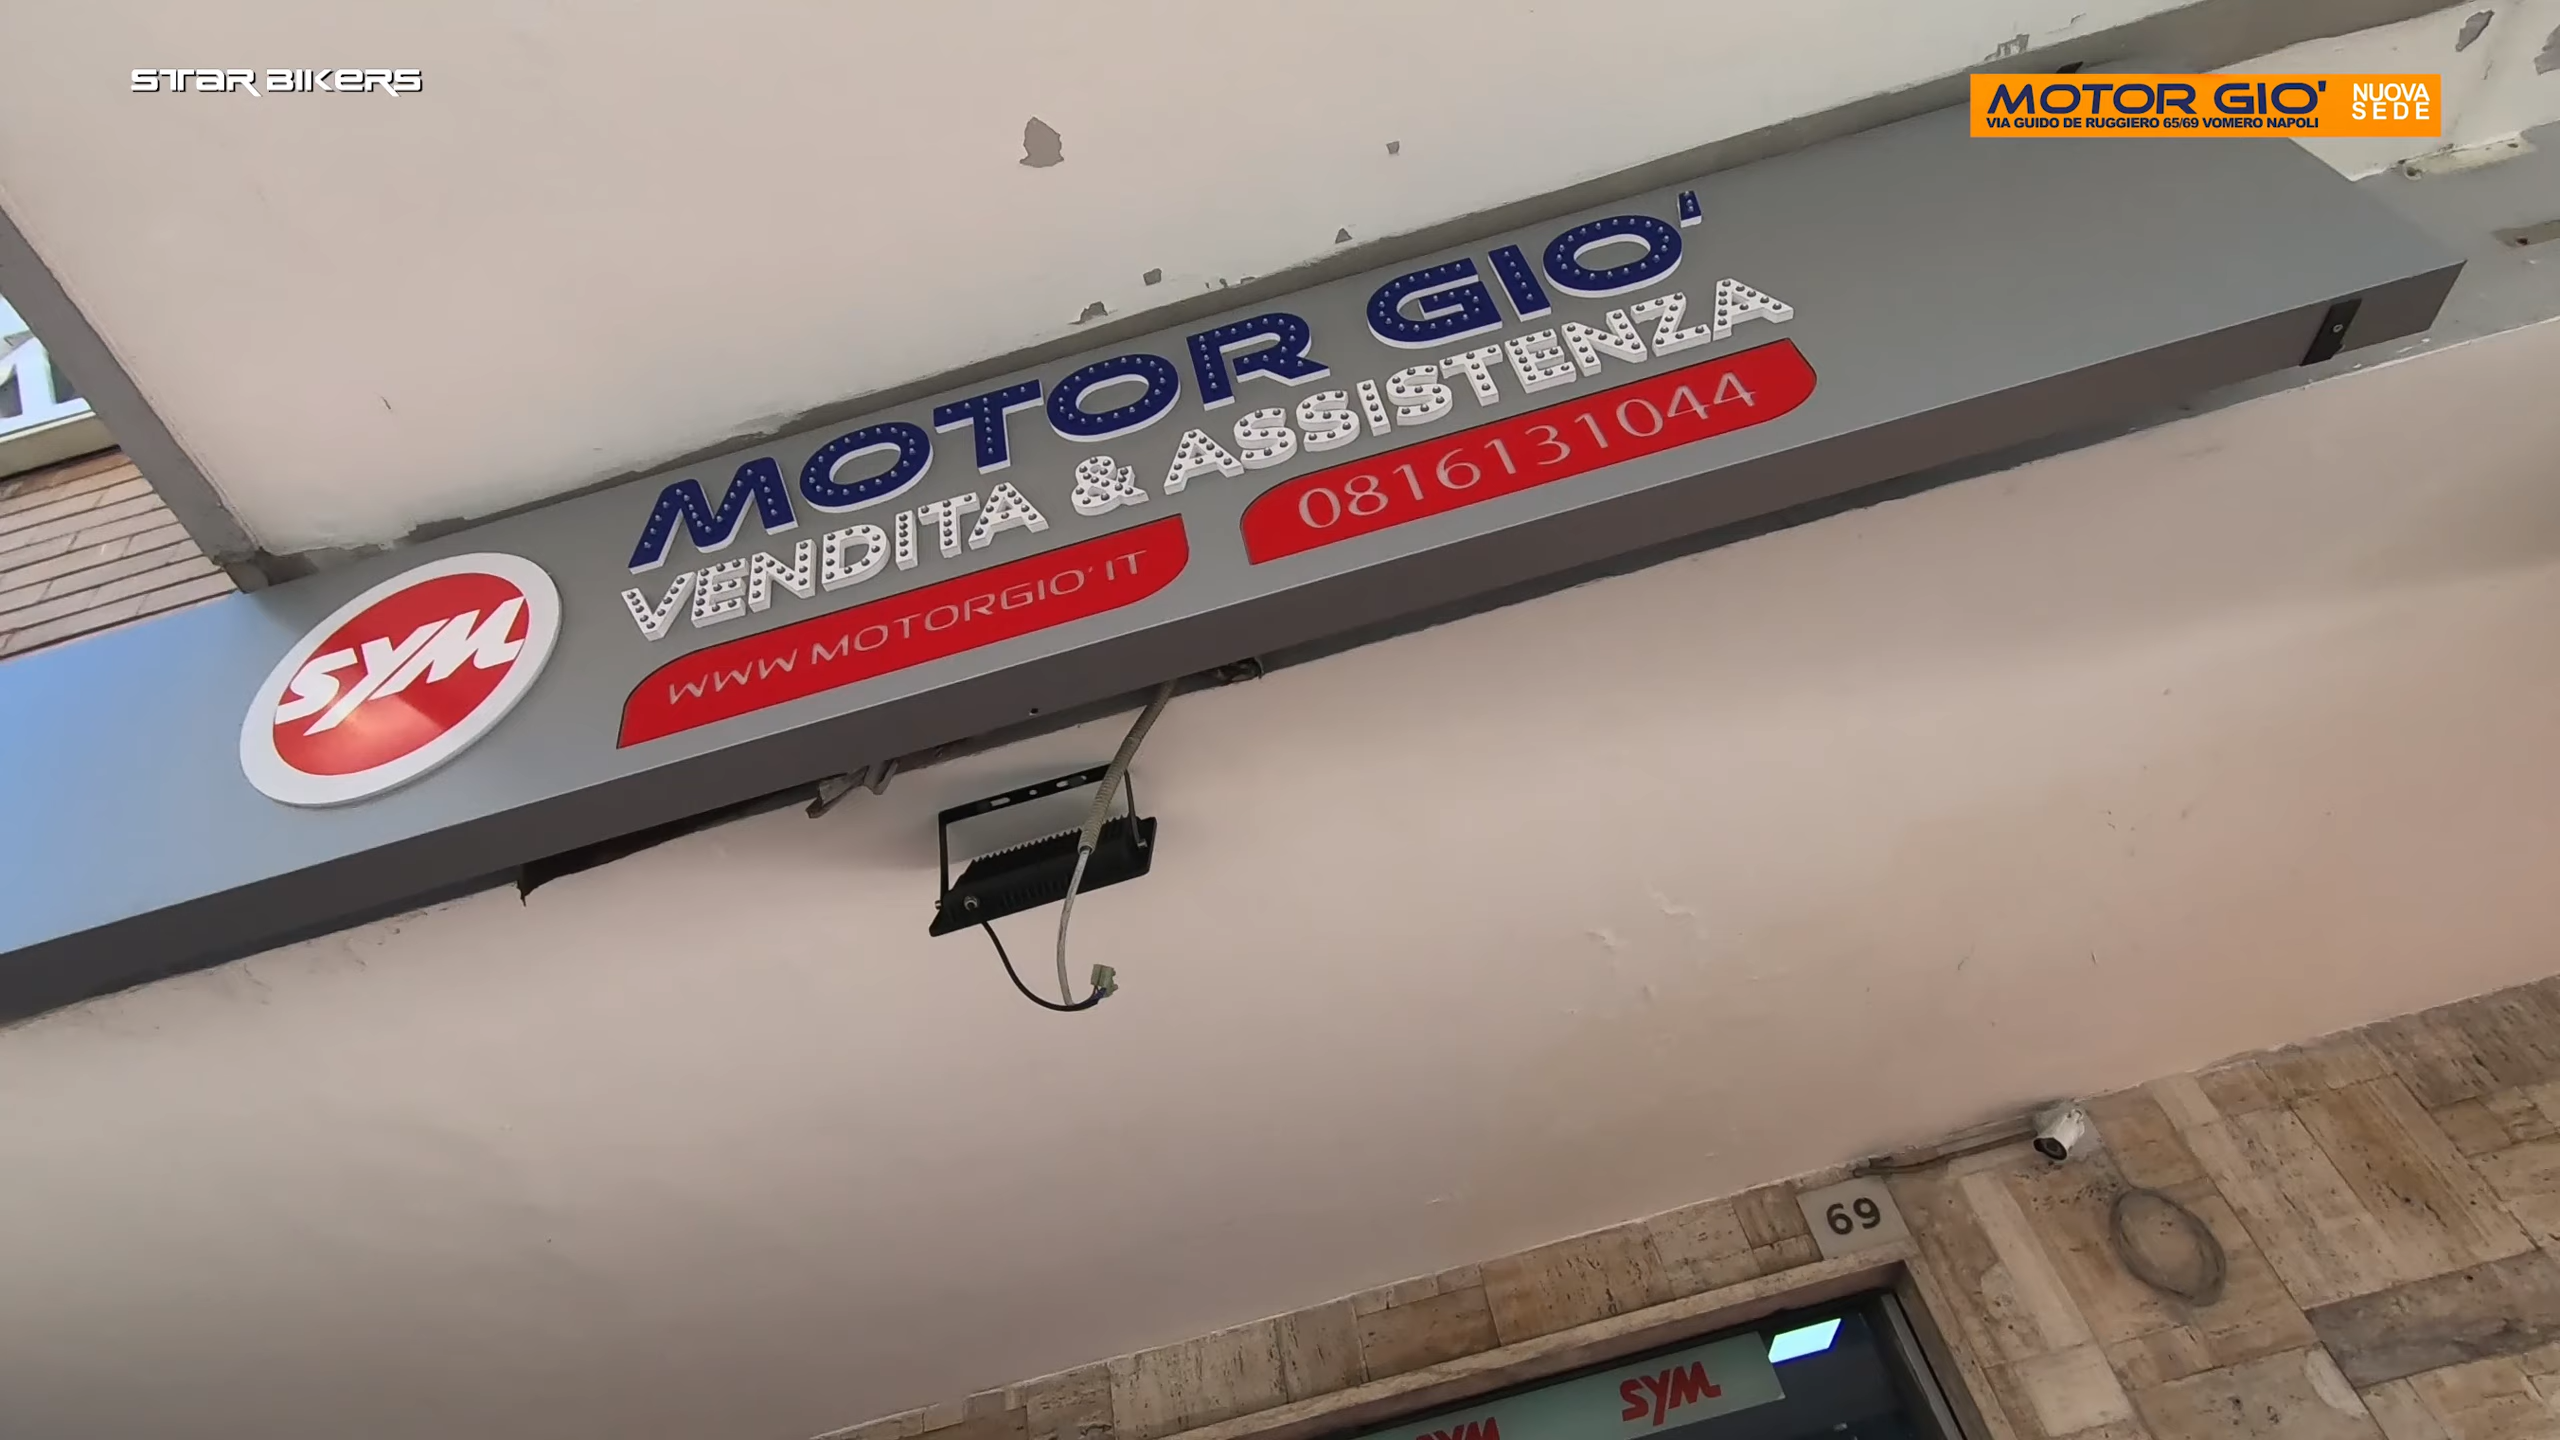 STAR BIKERS
MOTOR GIO'
VIA GUIDO DE RUGGIERO 65/69 VOMERO NAPOLI
NUOVA
SEDE
MOTOR GIO'
VENDITA & ASSISTENZA
WWW.MOTORGIO'.IT
0816131044
SYM
69
SYM
SYM